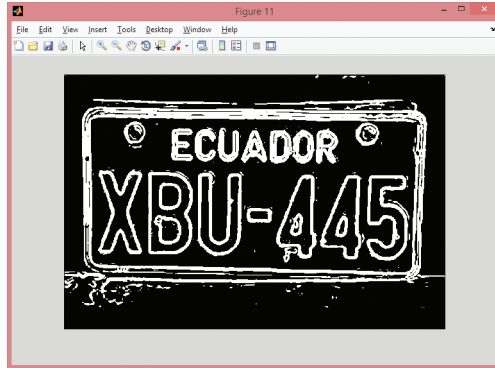 Figure 11
File Edit View Insert Tools Desktop Window Help
ECUADOR
XBU-445